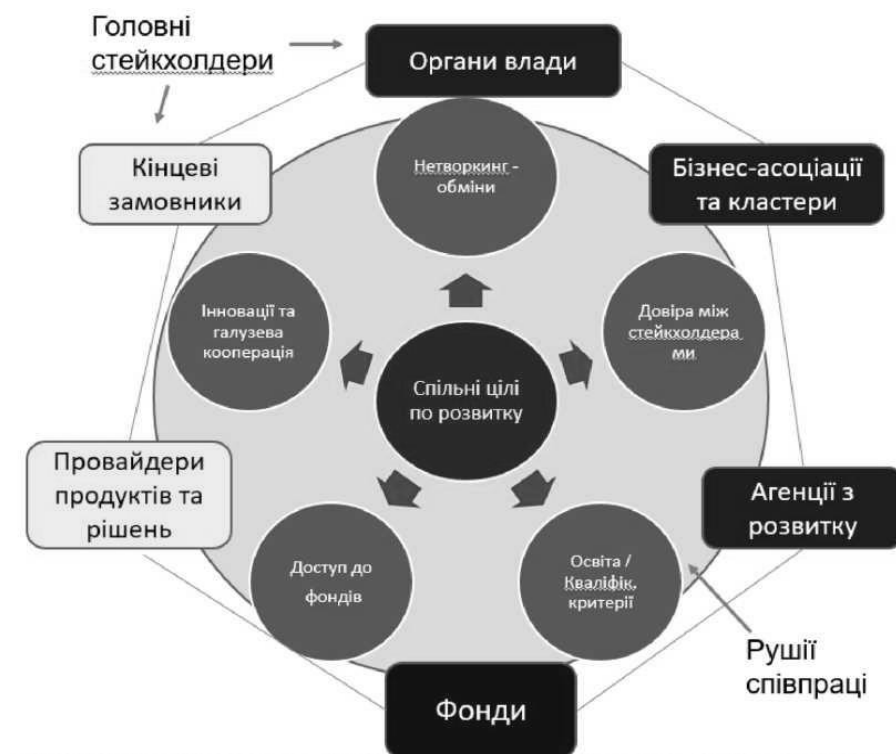 Головні
стейкхолдери
Органи влади
Кінцеві
замовники
Нетворкинг -
обміни
Бізнес-асоціації
та кластери
Інновації та
галузева
кооперація
Довіра між
стейкхолдера
ми
Спільні цілі
по розвитку
Провайдери
продуктів та
рішень
Агенції з
розвитку
Доступ до
фондів
Освіта /
Кваліфік.
критерії
Рушії
співпраці
Фонди